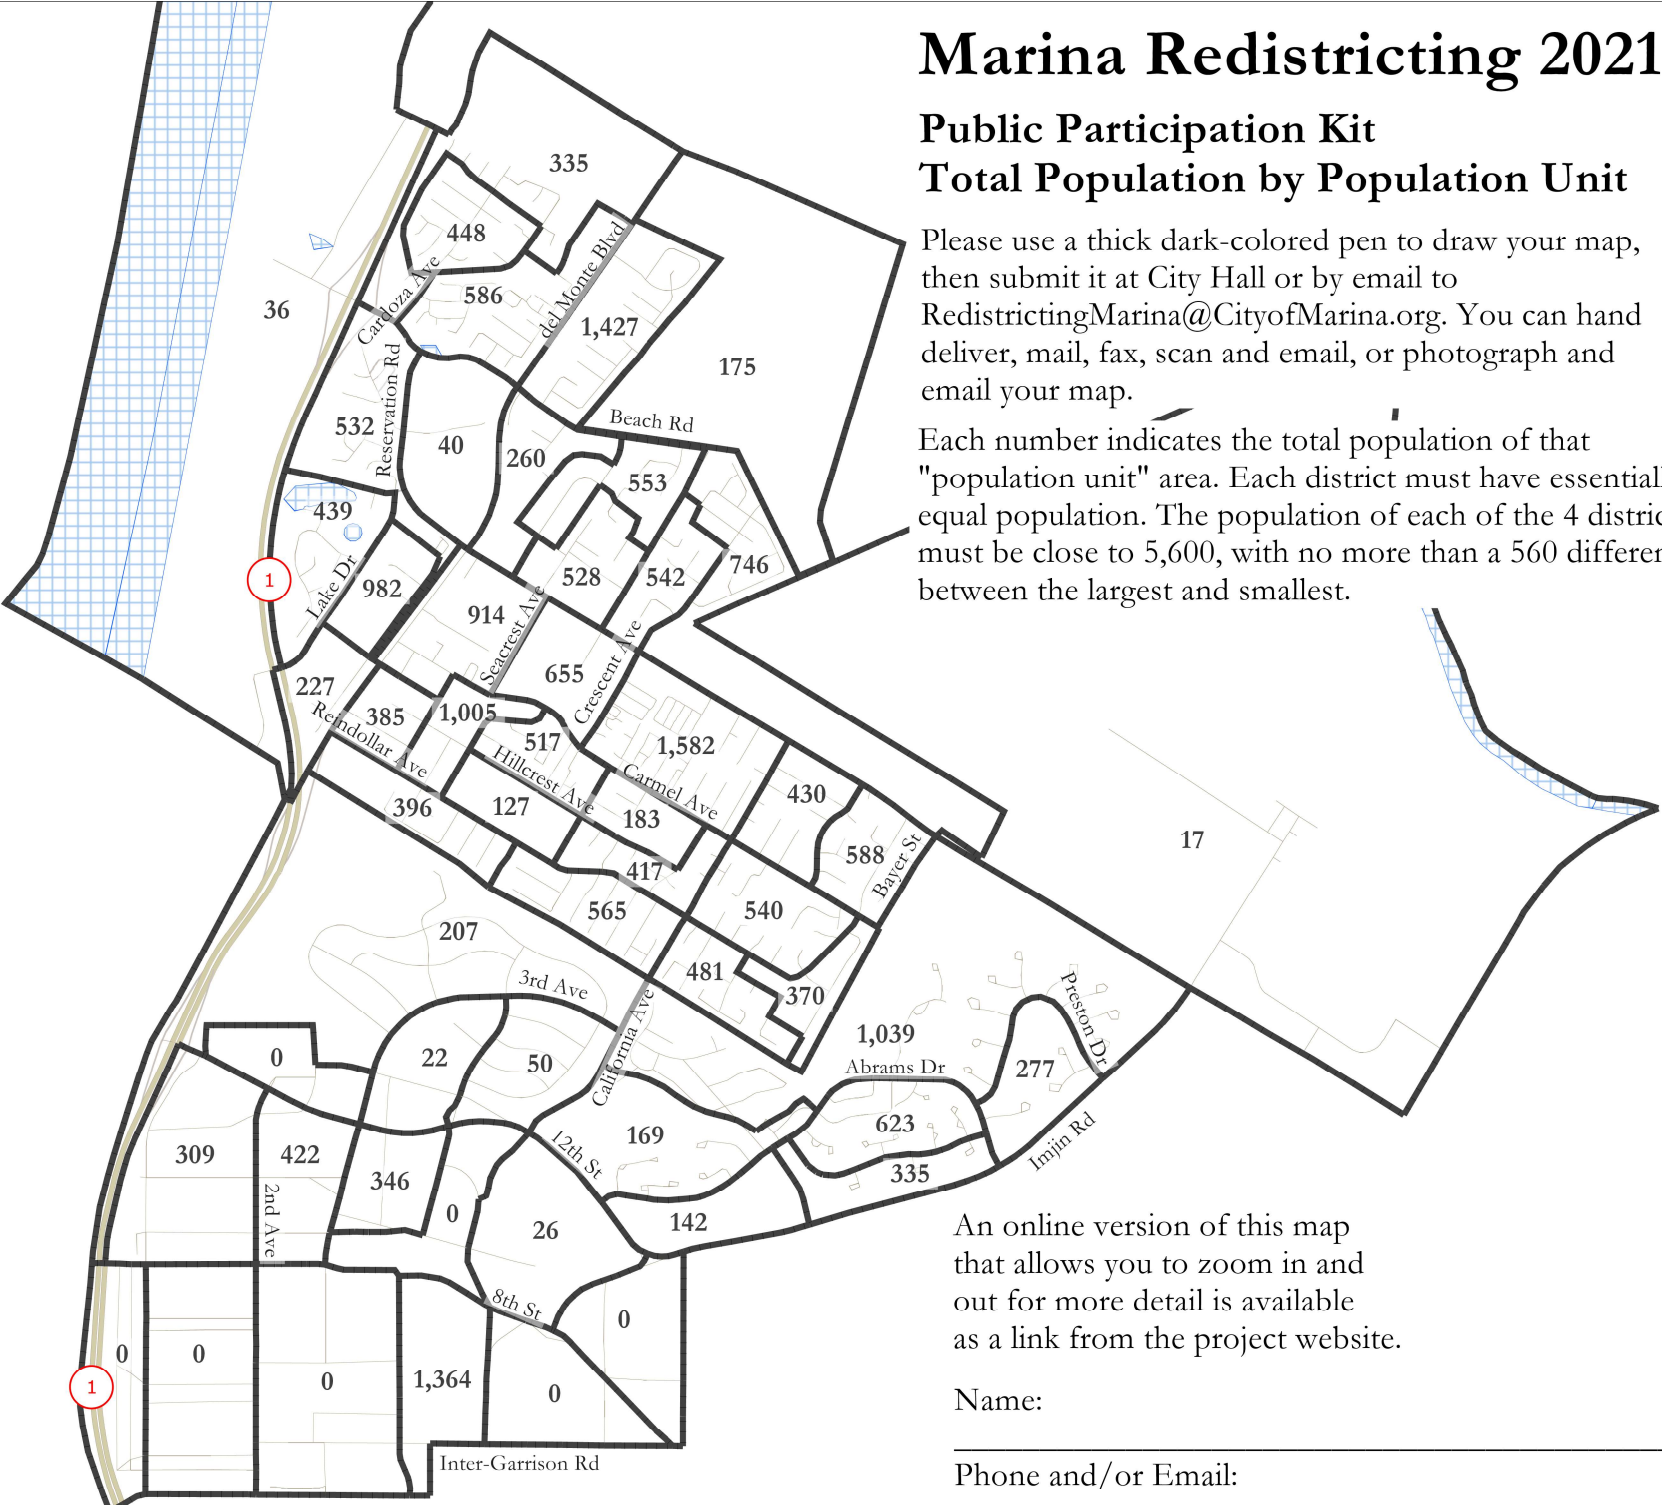 Marina Redistricting 2021
Public Participation Kit
Total Population by Population Unit
Please use a thick dark-colored pen to draw your map,
then submit it at City Hall or by email to
RedistrictingMarina@CityofMarina.org. You can hand
deliver, mail, fax, scan and email, or photograph and
email your map.
Each number indicates the total population of that
"population unit" area. Each district must have essentiall
equal population. The population of each of the 4 distric
must be close to 5,600, with no more than a 560 differen
between the largest and smallest.
335
448
Cardoza Ave
586
del Monte Blvd
36
1,427
175
Reservation Rd
532
40
260
Beach Rd
553
439
1
Lake Dr
982
914
Seacrest Ave
528
542
746
655
Crescent Ave
227
Reindollar Ave
385
1,005
517
Hillcrest Ave
1,582
Carmel Ave
430
396
127
183
588
Bayer St
17
417
565
540
207
481
370
3rd Ave
California Ave
1,039
Preston Dr
0
22
50
Abrams Dr
277
623
Imjin Rd
309
422
346
169
12th St
335
2nd Ave
0
26
142
8th St
0
0
0
0
1
1,364
0
Inter-Garrison Rd
An online version of this map
that allows you to zoom in and
out for more detail is available
as a link from the project website.
Name:
Phone and/or Email: